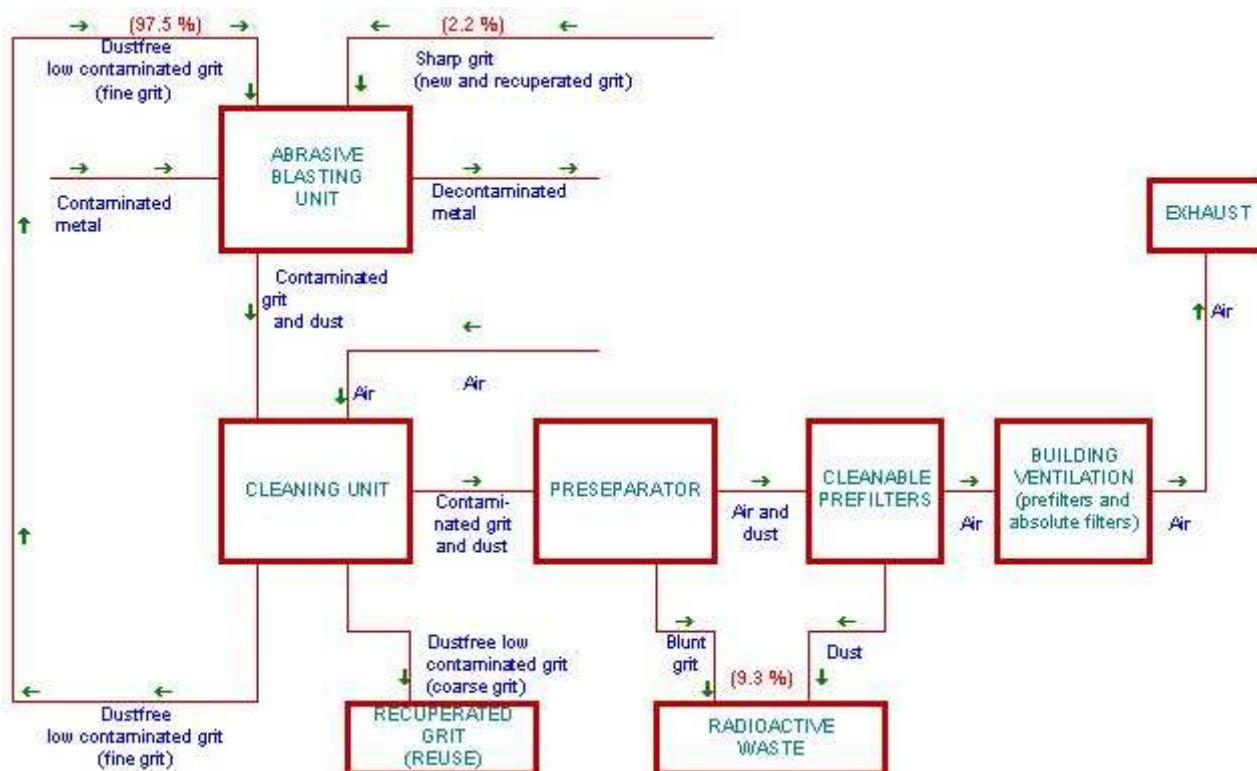 (97.5 %)
Dustfree
low contaminated grit
(fine grit)
(2.2 %)
Sharp grit
(new and recuperated grit)
ABRASIVE
BLASTING
UNIT
Contaminated
metal
Decontaminated
metal
EXHAUST
Contaminated
grit
and dust
Air
Air
Air
CLEANING UNIT
Contami-
nated grit
and dust
PRESEPARATOR
Air and
dust
CLEANABLE
PREFILTERS
Air
BUILDING
VENTILATION
(prefilters and
absolute filters)
Air
Dustfree low
contaminated grit
(coarse grit)
Blunt
grit
(9.3 %)
Dust
Dustfree
low contaminated grit
(fine grit)
RECUPERATED
GRIT
(REUSE)
RADIOACTIVE
WASTE